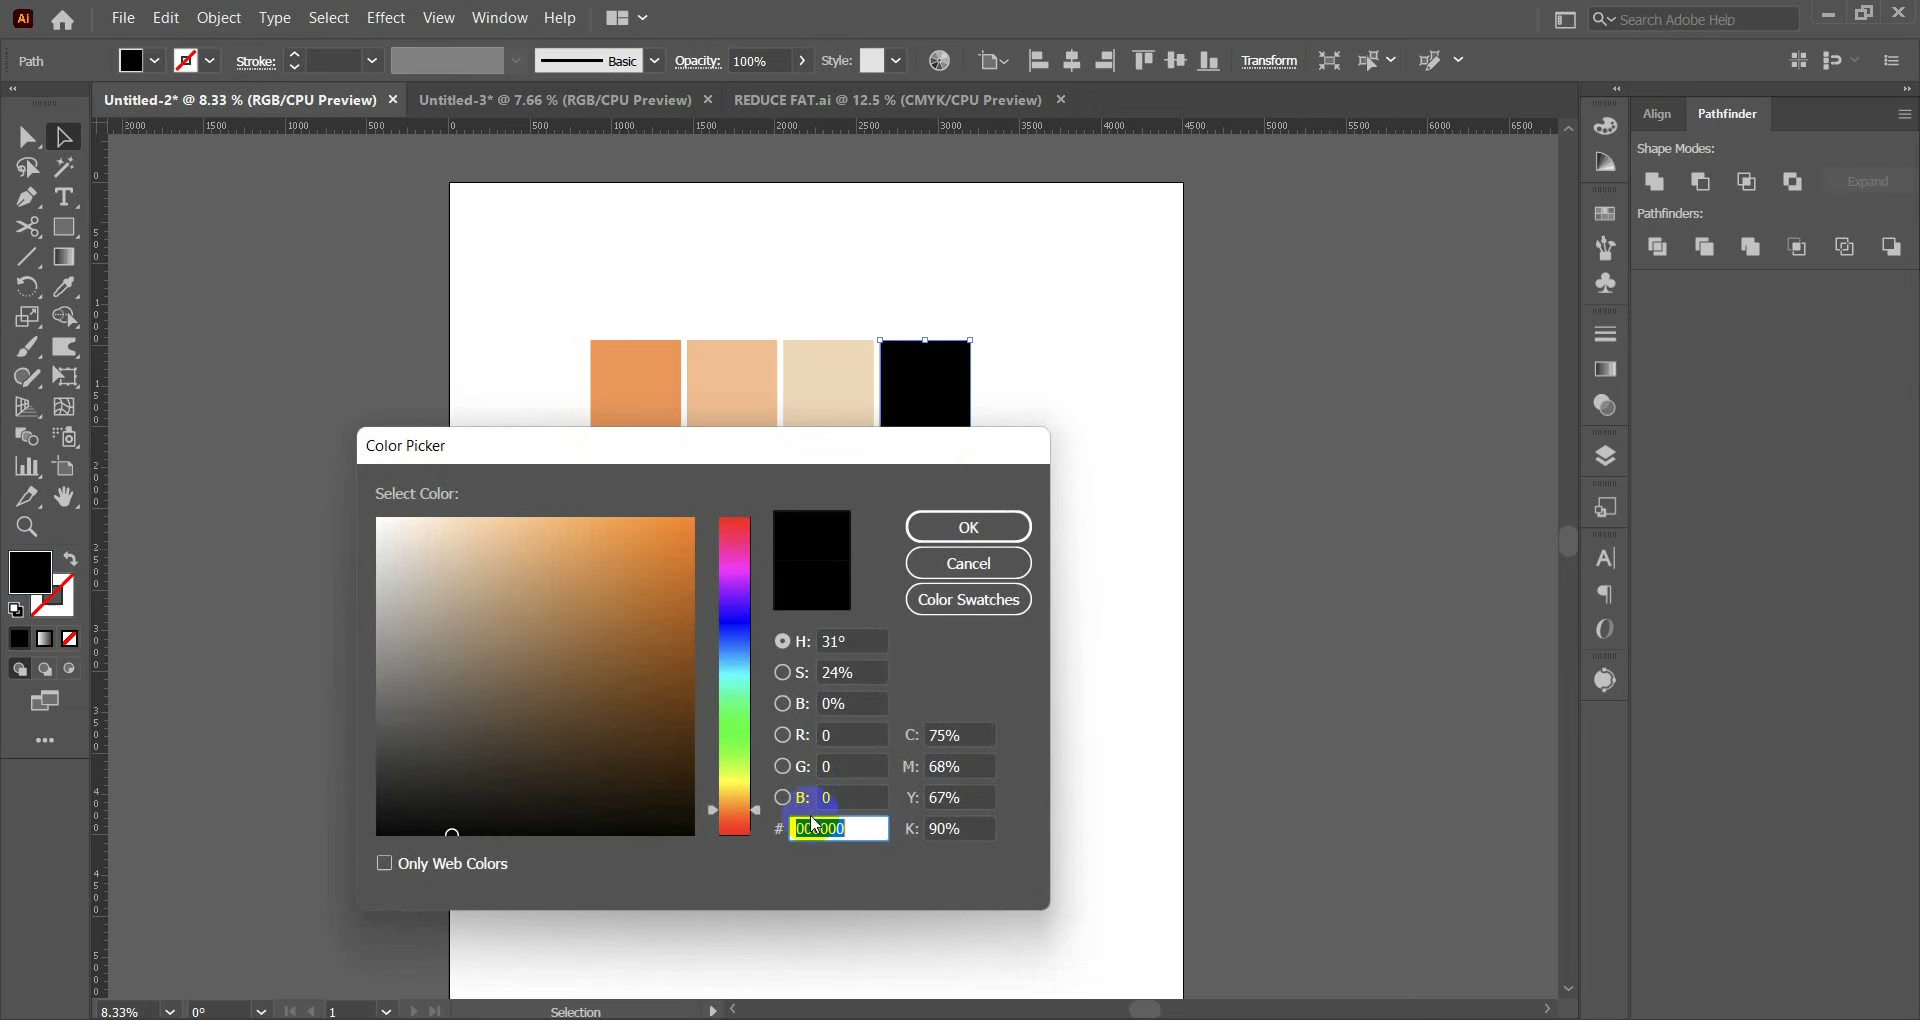 Ai File Edit Object Type Select Effect View Window Help Search Adobe Help
Path Stroke: Basic Opacity: 100% Style: Transform
Untitled-2* @ 8.33 % (RGB/CPU Preview) Untitled-3* @ 7.66 % (RGB/CPU Preview) REDUCE FAT.ai @ 12.5 % (CMYK/CPU Preview)
2000 1500 1000 500 0 500 1000 1500 2000 2500 3000 3500 4000 4500 5000 5500 6000 6500
Align Pathfinder
Shape Modes:
Expand
Pathfinders:
Color Picker
Select Color:
OK
Cancel
Color Swatches
H: 31°
S: 24%
B: 0%
R: 0 C: 75%
G: 0 M: 68%
B: 0 Y: 67%
# 000000 K: 90%
Only Web Colors
8.33% 0° 1 Selection